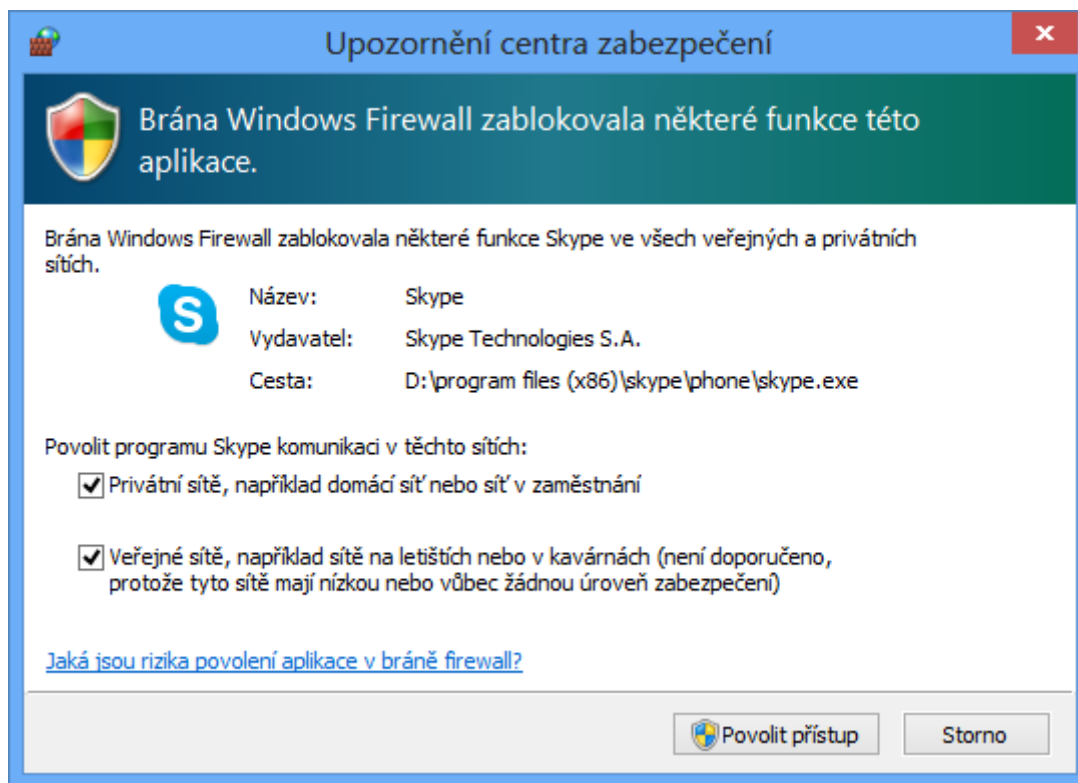 Upozornění centra zabezpečení
Brána Windows Firewall zablokovala některé funkce této
aplikace.
Brána Windows Firewall zablokovala některé funkce Skype ve všech veřejných a privátních
sítích.
Název: Skype
Vydavatel: Skype Technologies S.A.
Cesta: D:\program files (x86)\skype\phone\skype.exe
Povolit programu Skype komunikaci v těchto sítích:
Privátní sítě, například domácí síť nebo síť v zaměstnání
Veřejné sítě, například sítě na letištích nebo v kavárnách (není doporučeno,
protože tyto sítě mají nízkou nebo vůbec žádnou úroveň zabezpečení)
Jaká jsou rizika povolení aplikace v bráně firewall?
Povolit přístup Storno